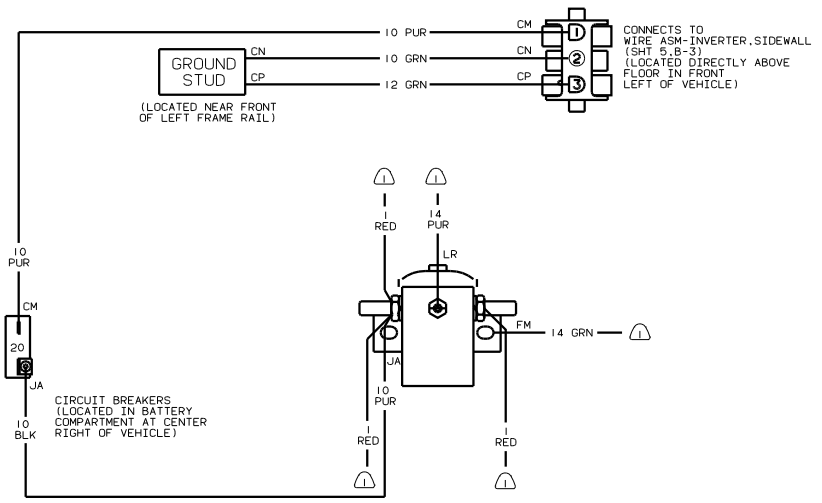 10 PUR
CM
1
CONNECTS TO
WIRE ASM-INVERTER,SIDEWALL
(SHT 5,B-3)
(LOCATED DIRECTLY ABOVE
FLOOR IN FRONT
LEFT OF VEHICLE)
GROUND
STUD
CN
10 GRN
CN
2
CP
12 GRN
CP
3
(LOCATED NEAR FRONT
OF LEFT FRAME RAIL)
1
1
1
RED
14
PUR
LR
10
PUR
CM
20
JA
1
1
FM
14 GRN
1
JA
10
PUR
CIRCUIT BREAKERS
(LOCATED IN BATTERY
COMPARTMENT AT CENTER
RIGHT OF VEHICLE)
10
BLK
1
RED
1
RED
1
1